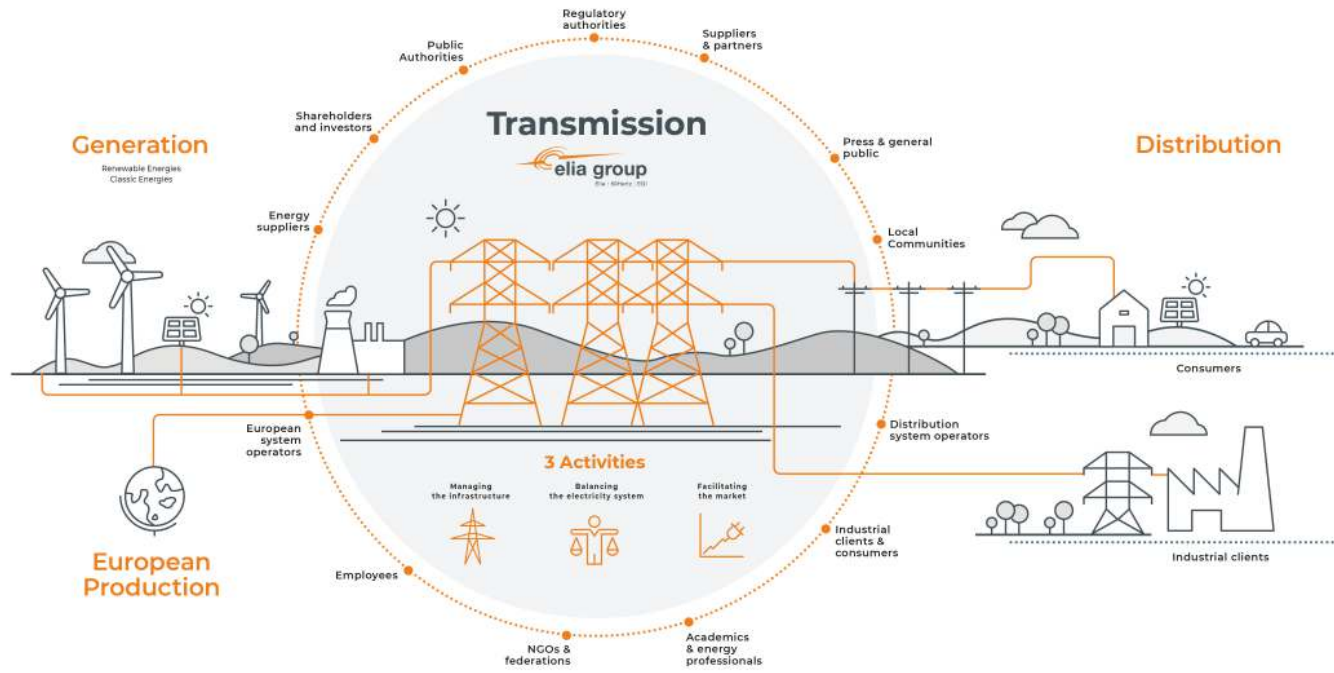 Regulatory
authorities
Suppliers
& partners
Public
Authorities
Shareholders
and investors
Transmission
elia group
Press & general
public
Generation
Renewable Energies
Classic Energies
Distribution
Energy
suppliers
Local
Communities
Consumers
European
system
operators
Distribution
system operators
3 Activities
Managing
the infrastructure
Balancing
the electricity system
Facilitating
the market
European
Production
Industrial
clients &
consumers
Industrial clients
Employees
NGOs &
federations
Academics
& energy
professionals